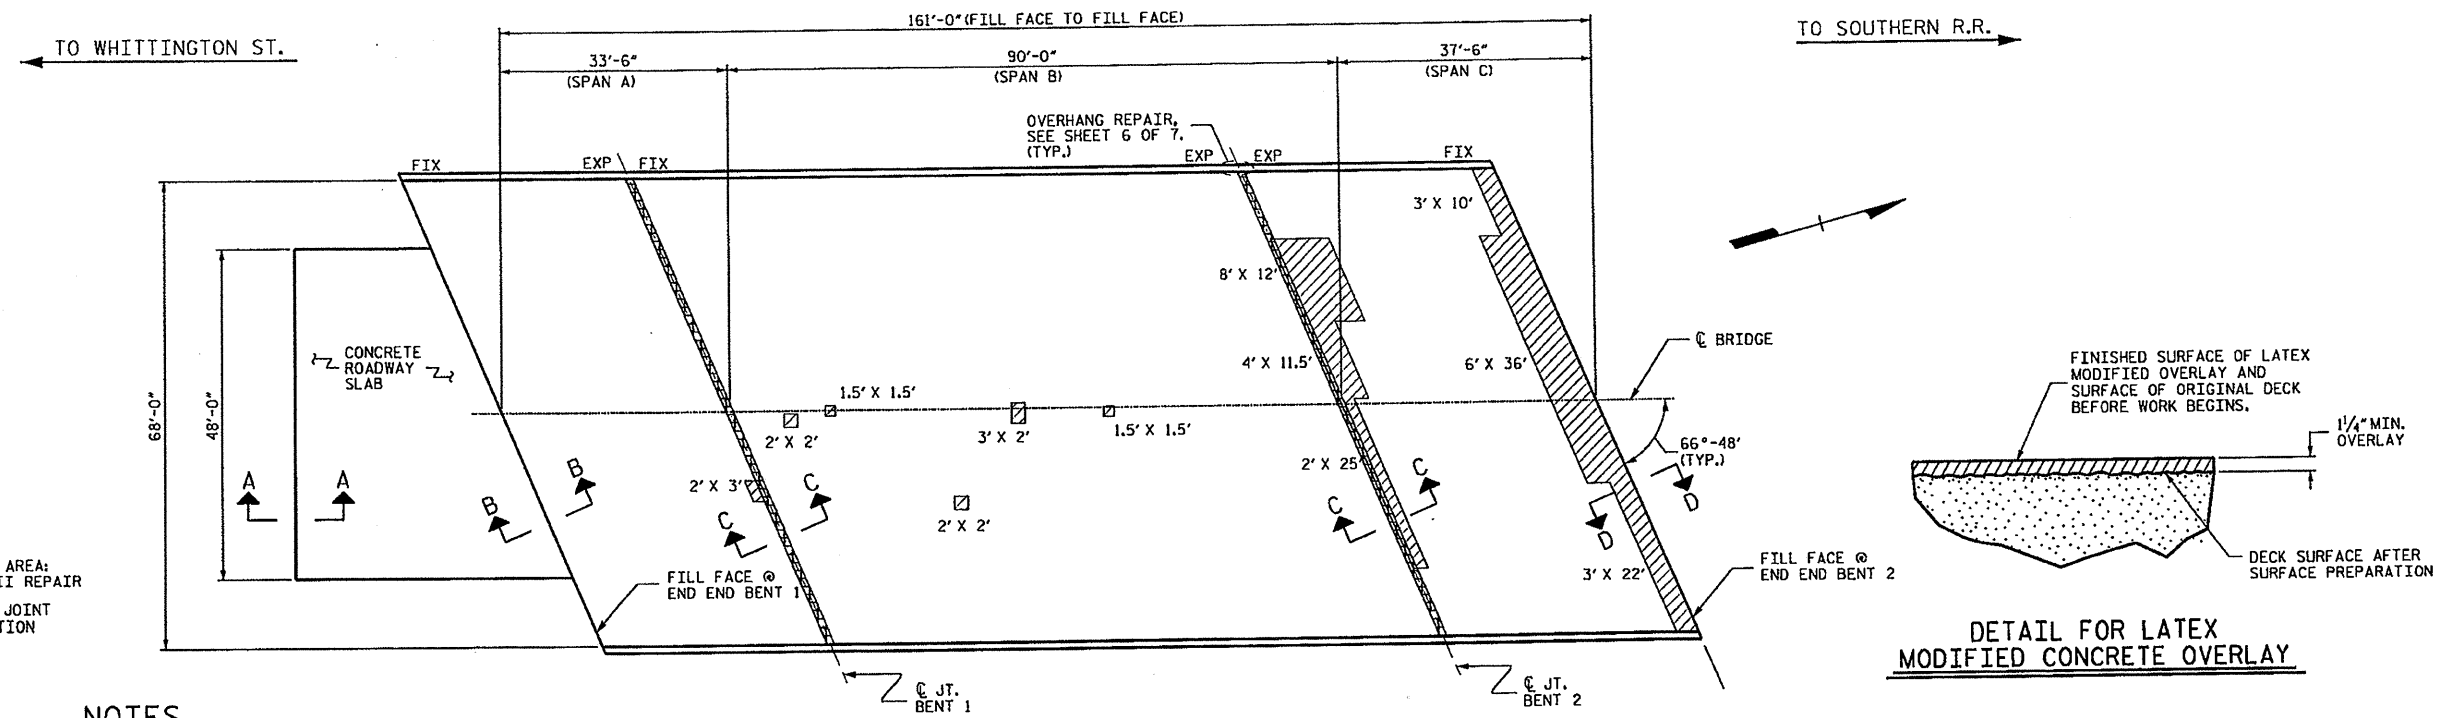 161'-0" (FILL FACE TO FILL FACE)
TO WHITTINGTON ST.
TO SOUTHERN R.R.
33'-6"
(SPAN A)
90'-0"
(SPAN B)
37'-6"
(SPAN C)
OVERHANG REPAIR,
SEE SHEET 6 OF 7.
(TYP.)
FIX
EXP
FIX
EXP
EXP
FIX
3' X 10'
8' X 12'
4' X 11.5'
6' X 36'
℄ BRIDGE
CONCRETE
ROADWAY
SLAB
68'-0"
48'-0"
1.5' X 1.5'
2' X 2'
3' X 2'
1.5' X 1.5'
66°-48'
(TYP.)
2' X 25'
2' X 3'
2' X 2'
A
A
B
B
C
C
C
C
D
D
3' X 22'
FILL FACE @
END END BENT 1
FILL FACE @
END END BENT 2
℄ JT.
BENT 1
℄ JT.
BENT 2
AREA:
II REPAIR
JOINT
TION
FINISHED SURFACE OF LATEX
MODIFIED OVERLAY AND
SURFACE OF ORIGINAL DECK
BEFORE WORK BEGINS.
1¼" MIN.
OVERLAY
DECK SURFACE AFTER
SURFACE PREPARATION
DETAIL FOR LATEX
MODIFIED CONCRETE OVERLAY
NOTES